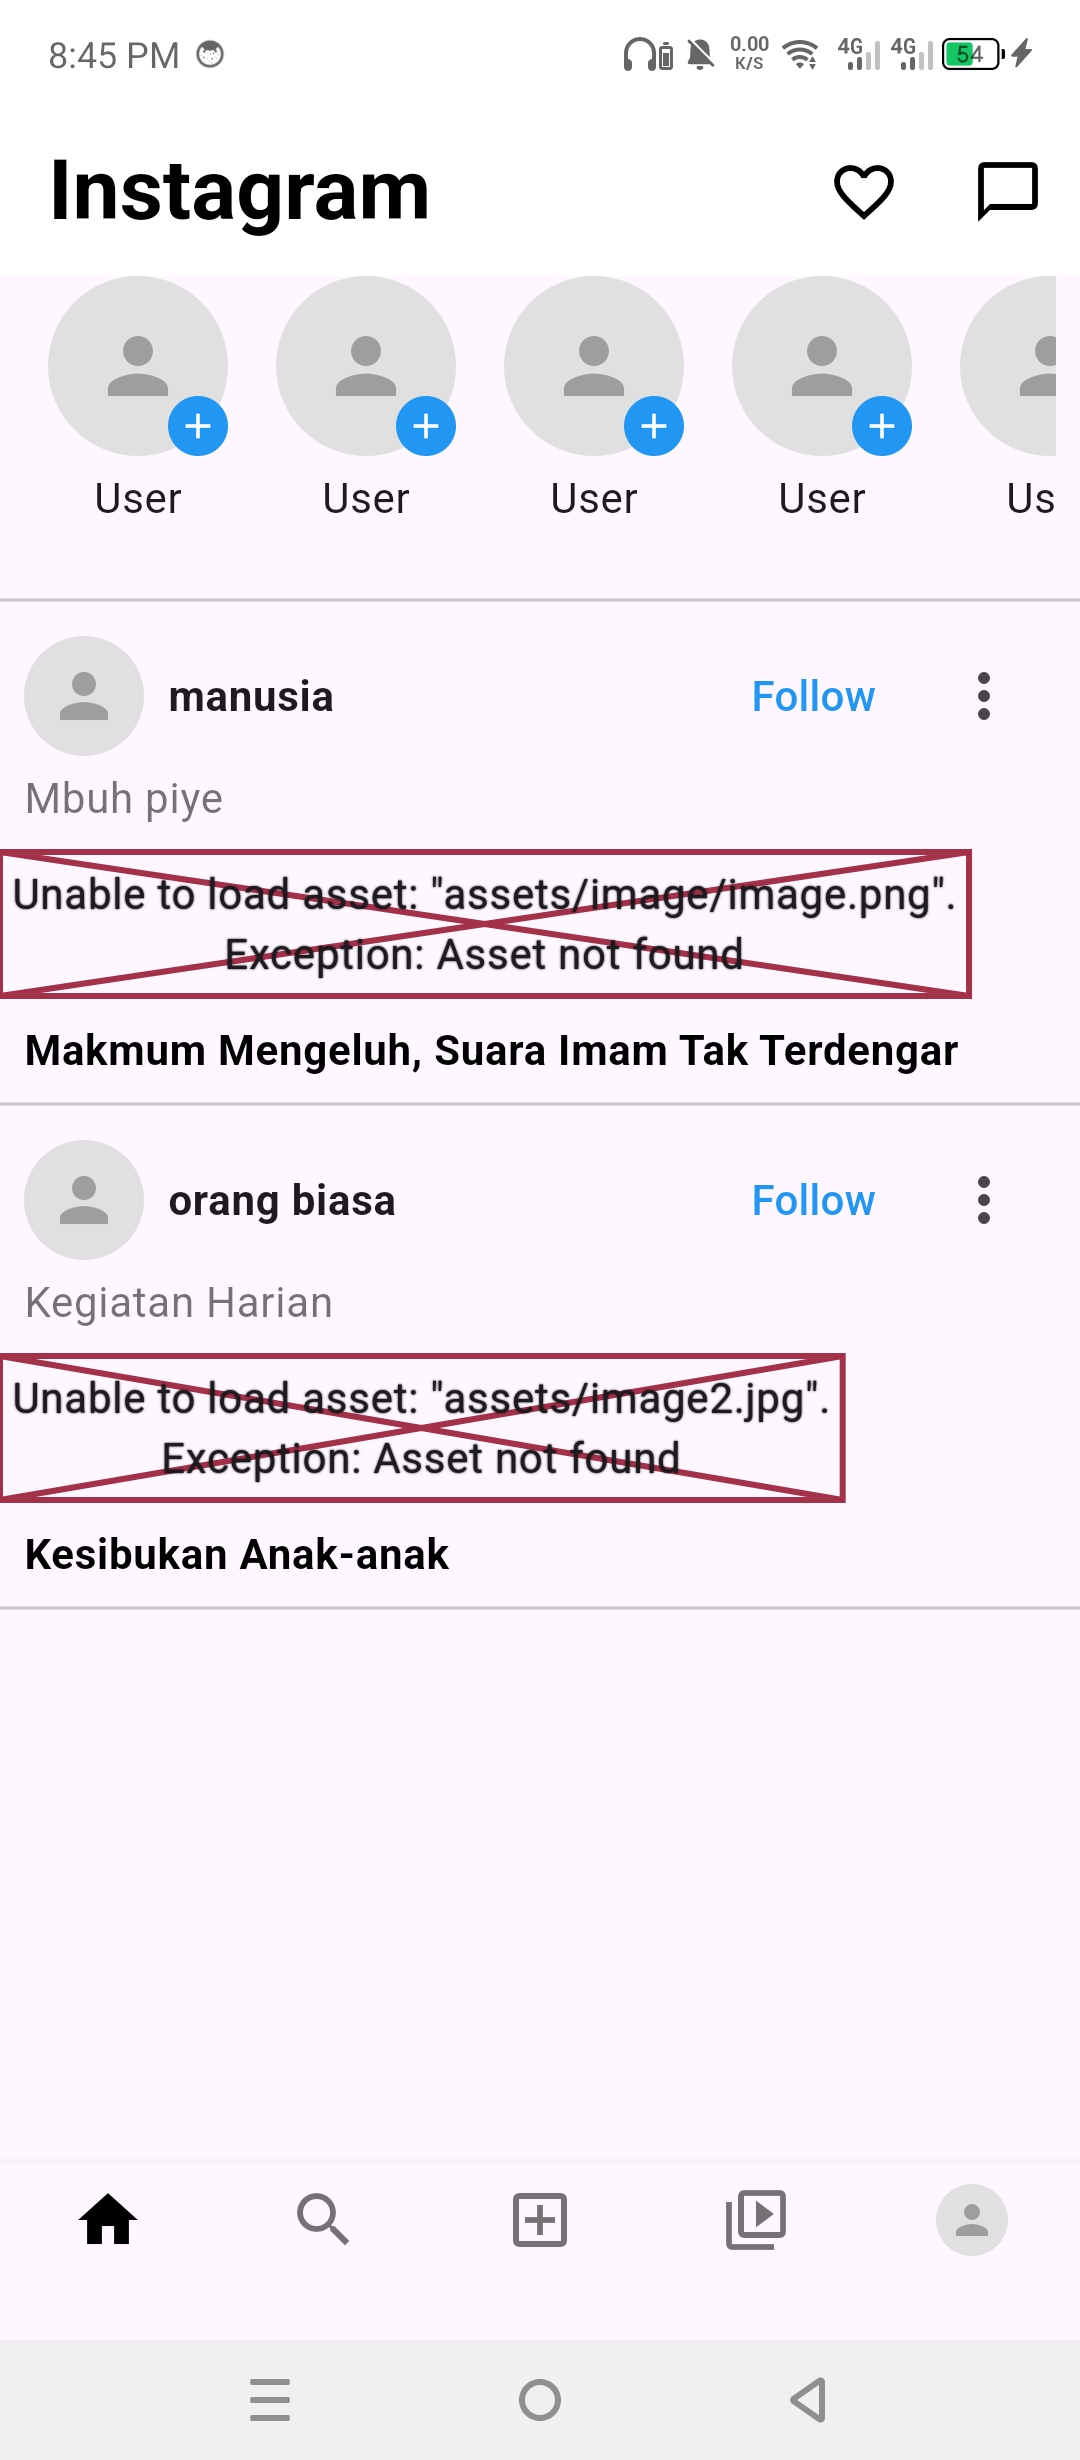 8:45 PM
0.00
K/S
4G
4G
54
Instagram
User
User
User
User
Us
manusia
Follow
Mbuh piye
Unable to load asset: "assets/image/image.png".
Exception: Asset not found
Makmum Mengeluh, Suara Imam Tak Terdengar
orang biasa
Follow
Kegiatan Harian
Unable to load asset: "assets/image2.jpg".
Exception: Asset not found
Kesibukan Anak-anak